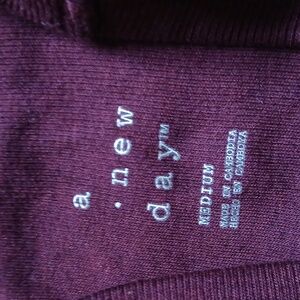 a
· new
day™
MEDIUM
MADE IN CAMBODIA
HECHO EN CAMBOYA